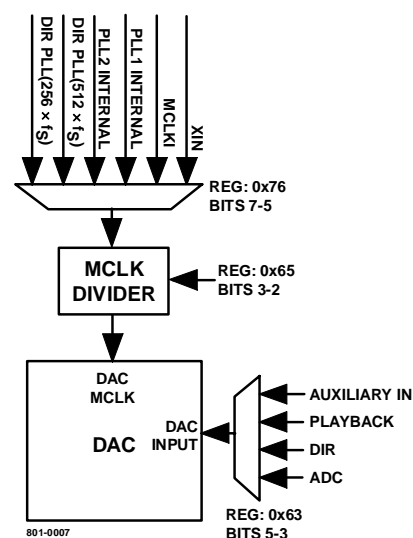 DIR PLL(256 × fS)
DIR PLL(512 × fS)
PLL2 INTERNAL
PLL1 INTERNAL
MCLKI
XIN
REG: 0x76
BITS 7-5
MCLK
DIVIDER
REG: 0x65
BITS 3-2
DAC
MCLK
DAC
DAC
INPUT
AUXILIARY IN
PLAYBACK
DIR
ADC
REG: 0x63
BITS 5-3
801-0007